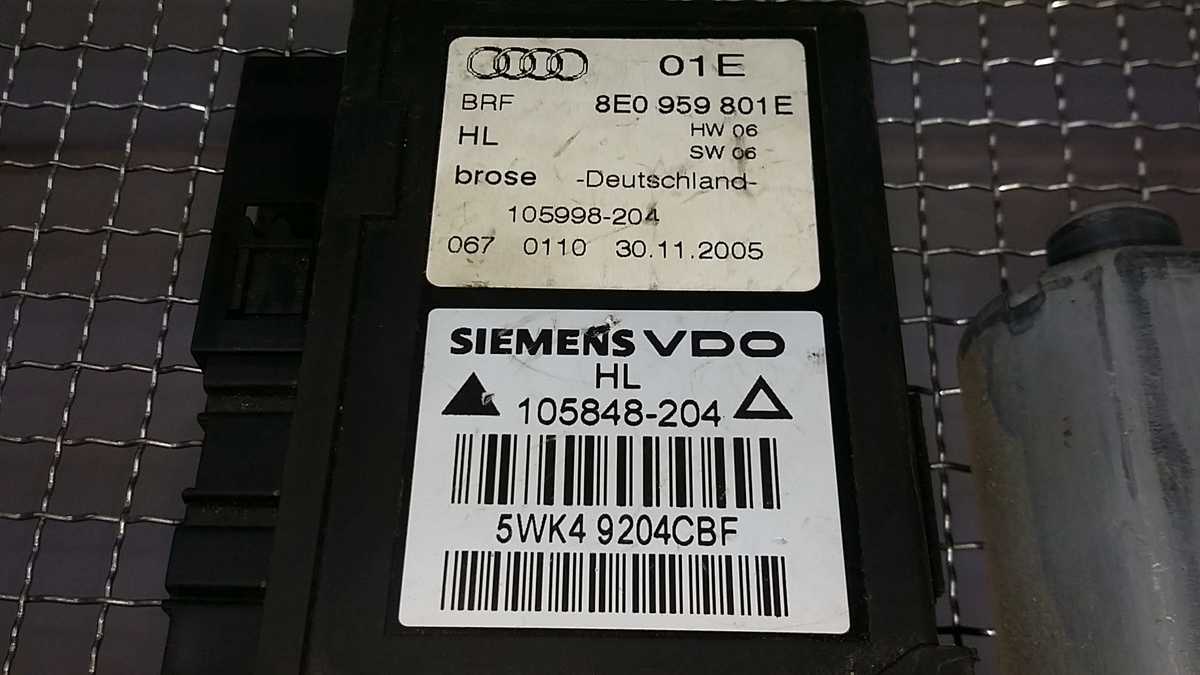 01E
BRF 8E0 959 801E
HL HW 06
SW 06
brose -Deutschland-
105998-204
067 0110 30.11.2005
SIEMENS VDO
HL
105848-204
5WK4 9204CBF